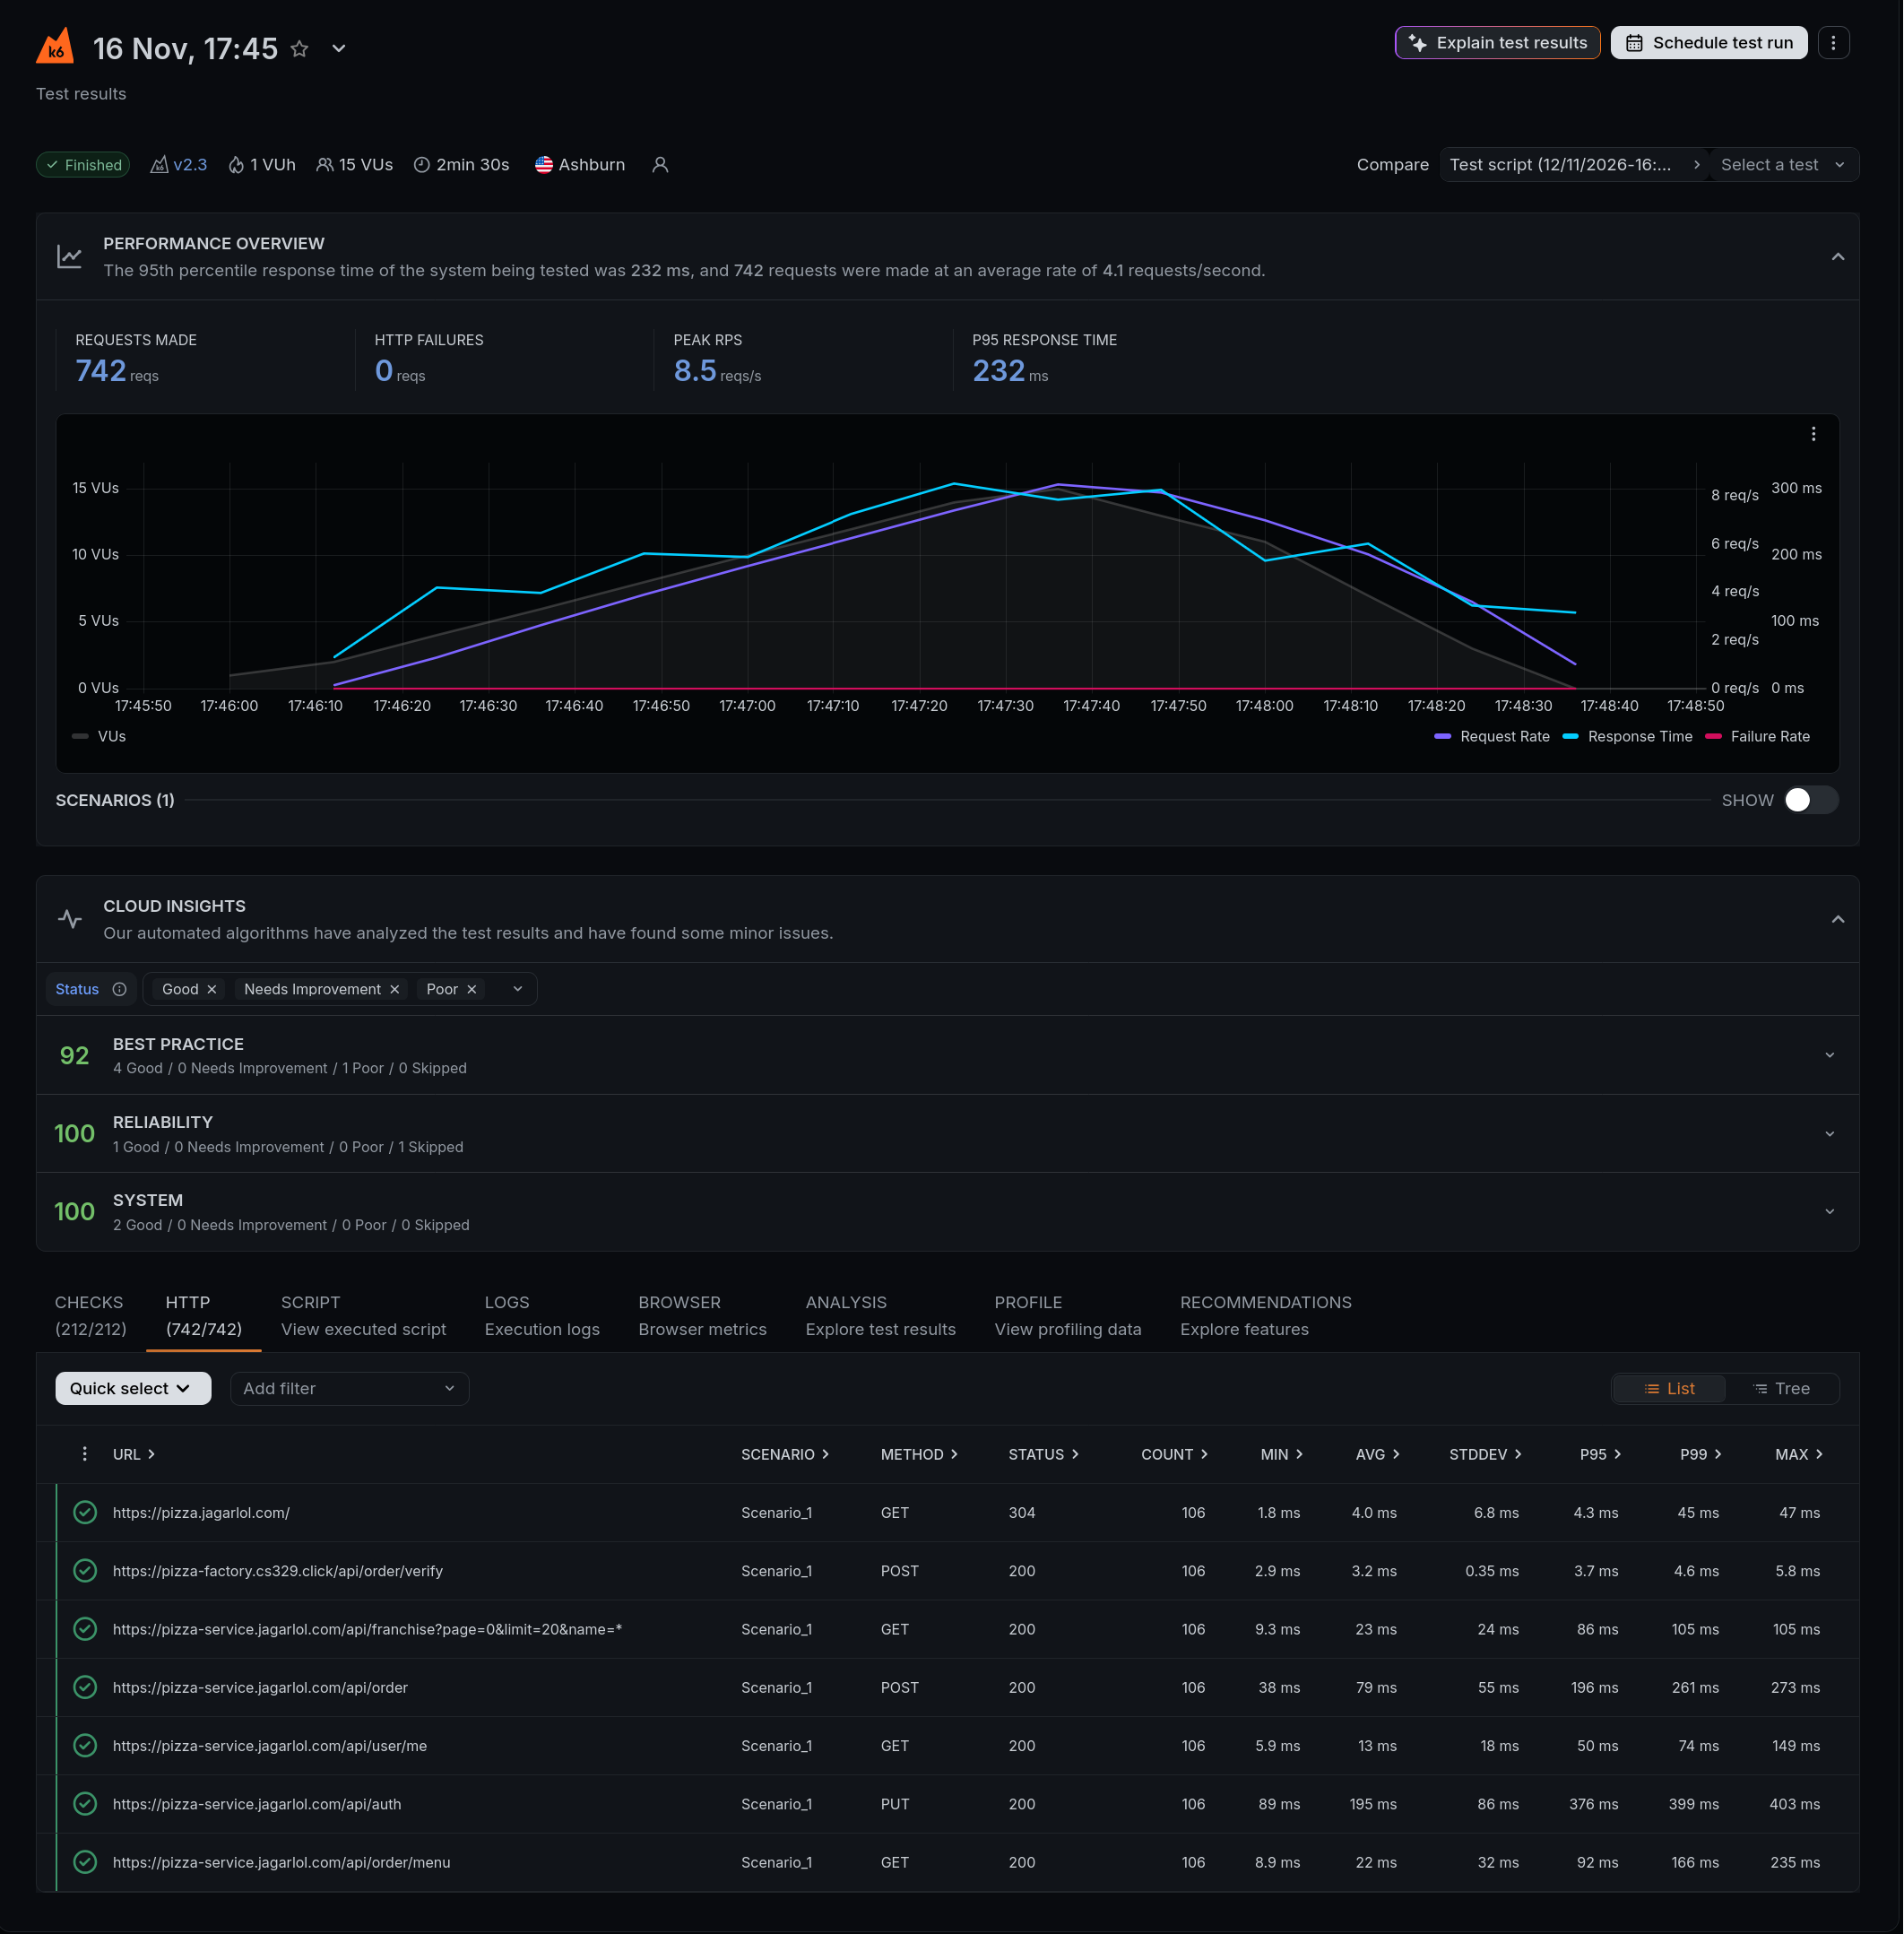 k6
16 Nov, 17:45
Explain test results
Schedule test run
Test results
Finished v2.3 1 VUh 15 VUs 2min 30s Ashburn
Compare Test script (12/11/2026-16:... Select a test
PERFORMANCE OVERVIEW
The 95th percentile response time of the system being tested was 232 ms, and 742 requests were made at an average rate of 4.1 requests/second.
REQUESTS MADE HTTP FAILURES PEAK RPS P95 RESPONSE TIME
742 reqs 0 reqs 8.5 reqs/s 232 ms
15 VUs 8 req/s 300 ms
10 VUs 6 req/s 200 ms
4 req/s
5 VUs 100 ms
2 req/s
0 VUs 0 req/s 0 ms
17:45:50 17:46:00 17:46:10 17:46:20 17:46:30 17:46:40 17:46:50 17:47:00 17:47:10 17:47:20 17:47:30 17:47:40 17:47:50 17:48:00 17:48:10 17:48:20 17:48:30 17:48:40 17:48:50
VUs Request Rate Response Time Failure Rate
SCENARIOS (1) SHOW
CLOUD INSIGHTS
Our automated algorithms have analyzed the test results and have found some minor issues.
Status Good Needs Improvement Poor
92 BEST PRACTICE
4 Good / 0 Needs Improvement / 1 Poor / 0 Skipped
100 RELIABILITY
1 Good / 0 Needs Improvement / 0 Poor / 1 Skipped
100 SYSTEM
2 Good / 0 Needs Improvement / 0 Poor / 0 Skipped
CHECKS HTTP SCRIPT LOGS BROWSER ANALYSIS PROFILE RECOMMENDATIONS
(212/212) (742/742) View executed script Execution logs Browser metrics Explore test results View profiling data Explore features
Quick select Add filter List Tree
URL SCENARIO METHOD STATUS COUNT MIN AVG STDDEV P95 P99 MAX
https://pizza.jagarlol.com/ Scenario_1 GET 304 106 1.8 ms 4.0 ms 6.8 ms 4.3 ms 45 ms 47 ms
https://pizza-factory.cs329.click/api/order/verify Scenario_1 POST 200 106 2.9 ms 3.2 ms 0.35 ms 3.7 ms 4.6 ms 5.8 ms
https://pizza-service.jagarlol.com/api/franchise?page=0&limit=20&name=* Scenario_1 GET 200 106 9.3 ms 23 ms 24 ms 86 ms 105 ms 105 ms
https://pizza-service.jagarlol.com/api/order Scenario_1 POST 200 106 38 ms 79 ms 55 ms 196 ms 261 ms 273 ms
https://pizza-service.jagarlol.com/api/user/me Scenario_1 GET 200 106 5.9 ms 13 ms 18 ms 50 ms 74 ms 149 ms
https://pizza-service.jagarlol.com/api/auth Scenario_1 PUT 200 106 89 ms 195 ms 86 ms 376 ms 399 ms 403 ms
https://pizza-service.jagarlol.com/api/order/menu Scenario_1 GET 200 106 8.9 ms 22 ms 32 ms 92 ms 166 ms 235 ms